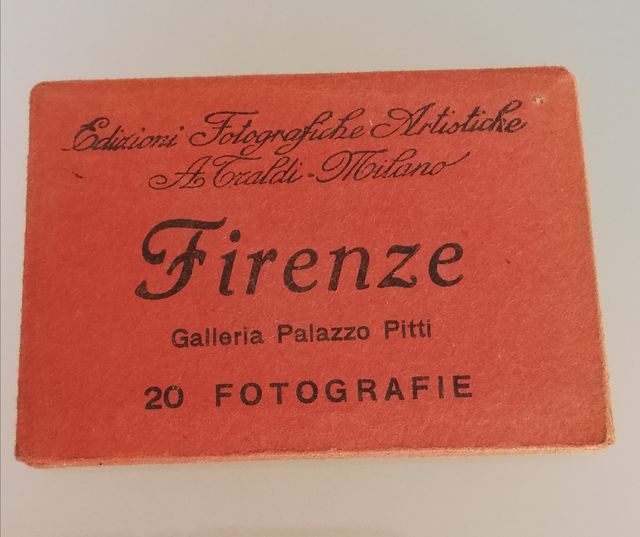 Edizioni Fotografiche Artistiche
A. Traldi - Milano
Firenze
Galleria Palazzo Pitti
20 FOTOGRAFIE